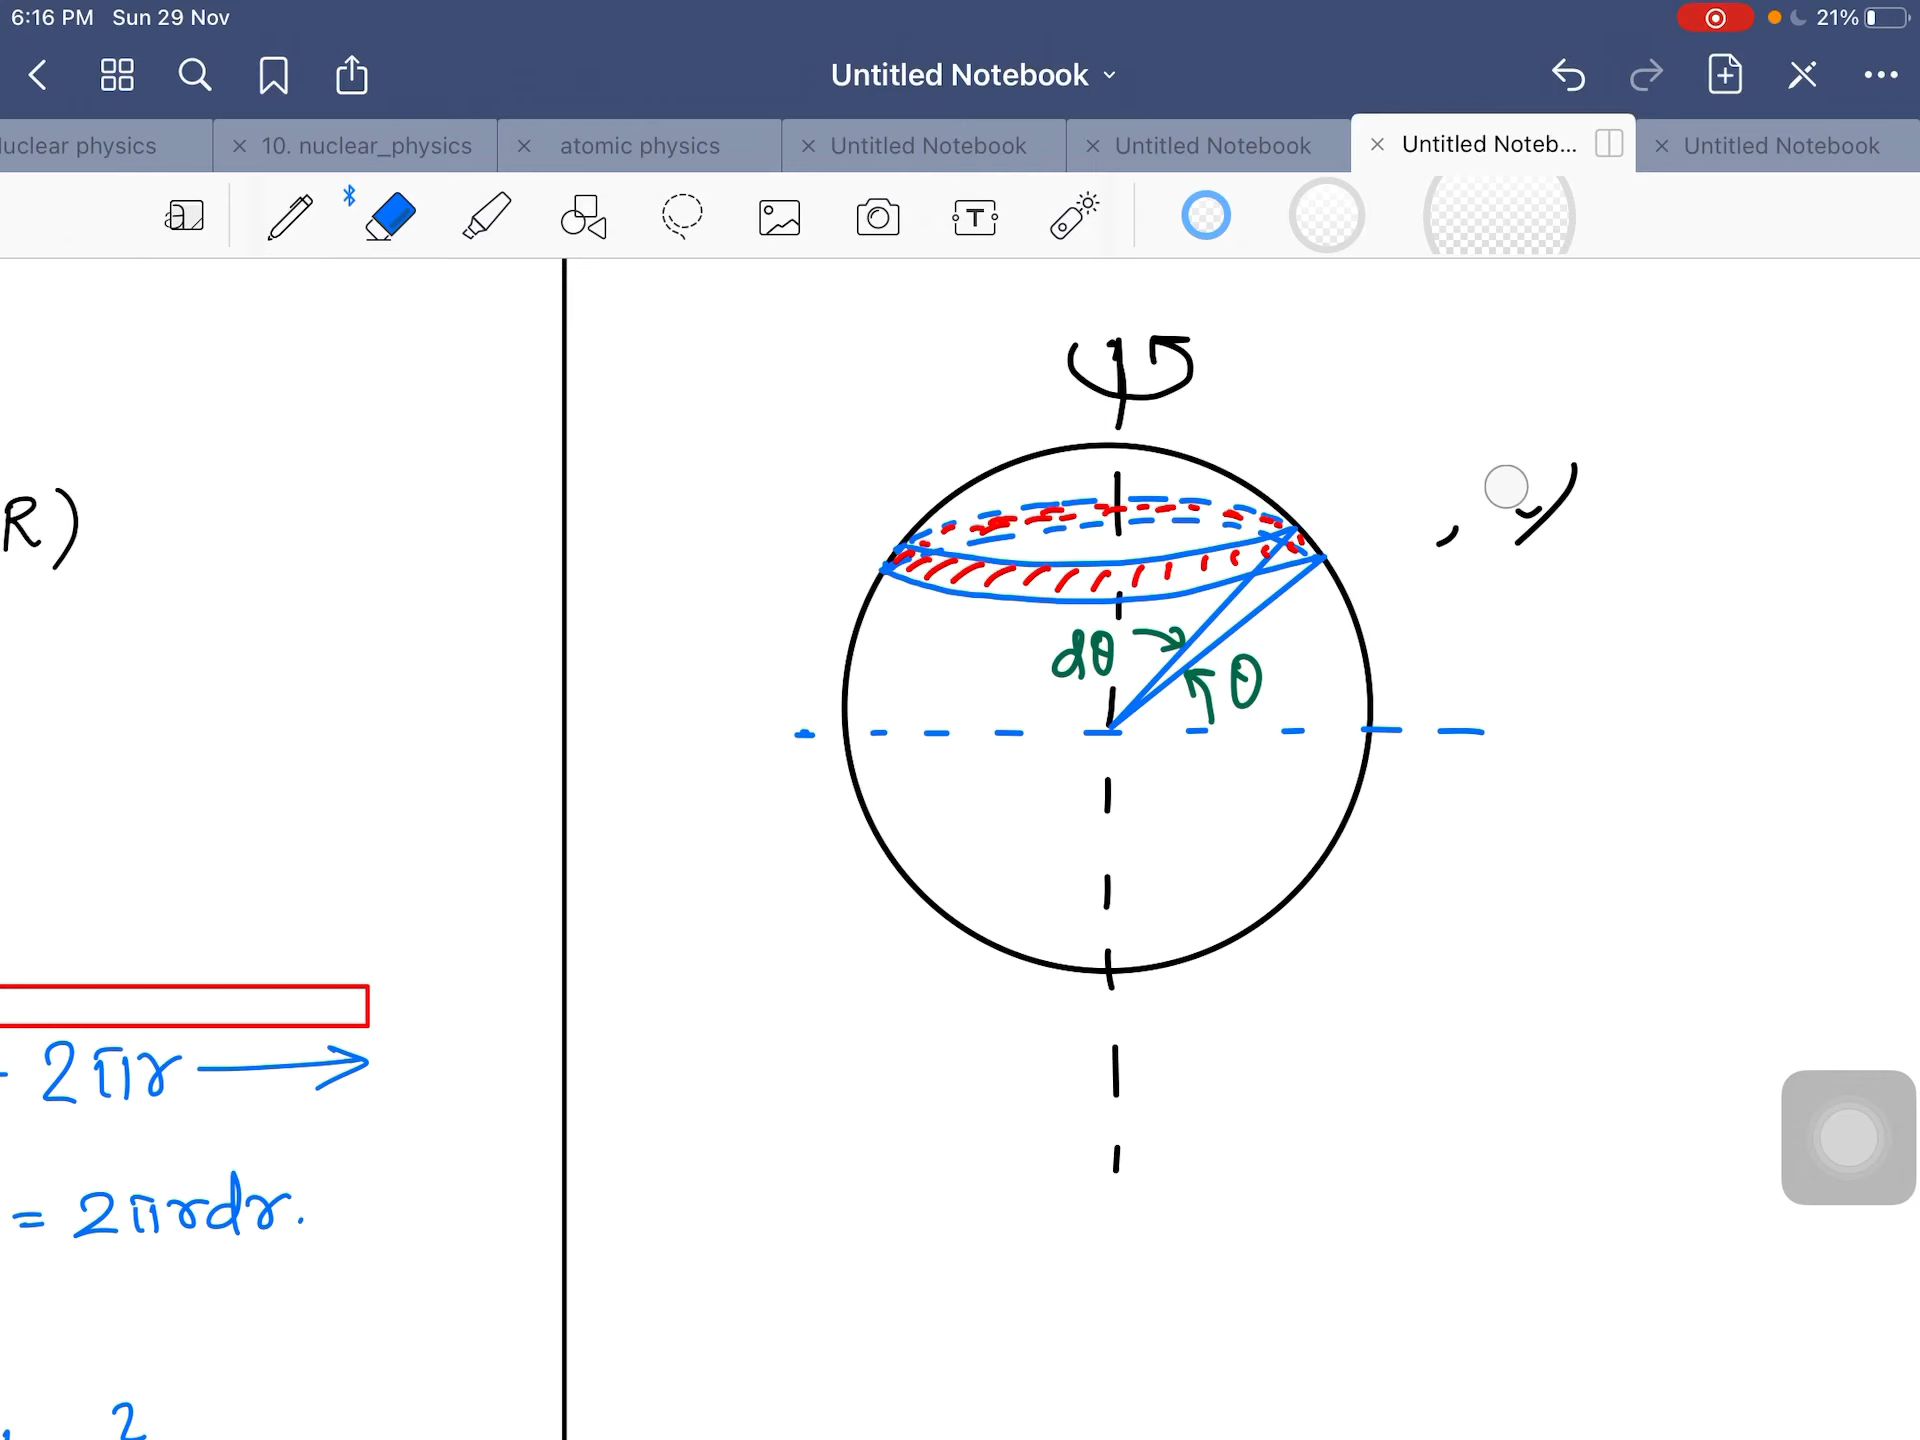 6:16 PM Sun 29 Nov
21%
Untitled Notebook
uclear physics
10. nuclear_physics
atomic physics
Untitled Notebook
Untitled Notebook
Untitled Noteb...
Untitled Notebook
R)
dθ
θ
2πr
= 2πrdr.
2